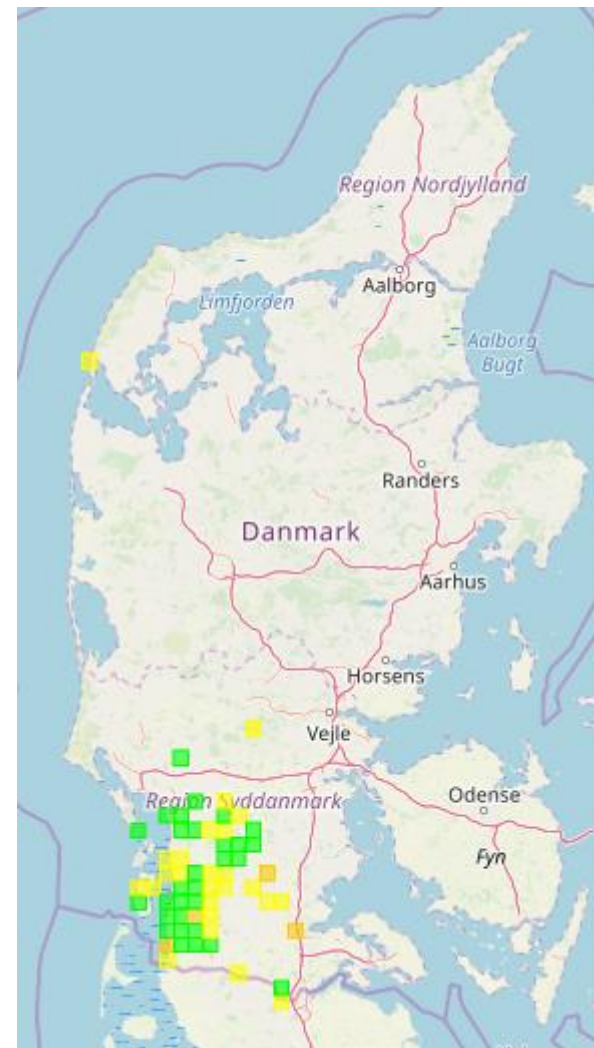 Region Nordjylland
Aalborg
Limfjorden
Aalborg
Bugt
Randers
Danmark
Aarhus
Horsens
Vejle
Region Syddanmark
Odense
Fyn